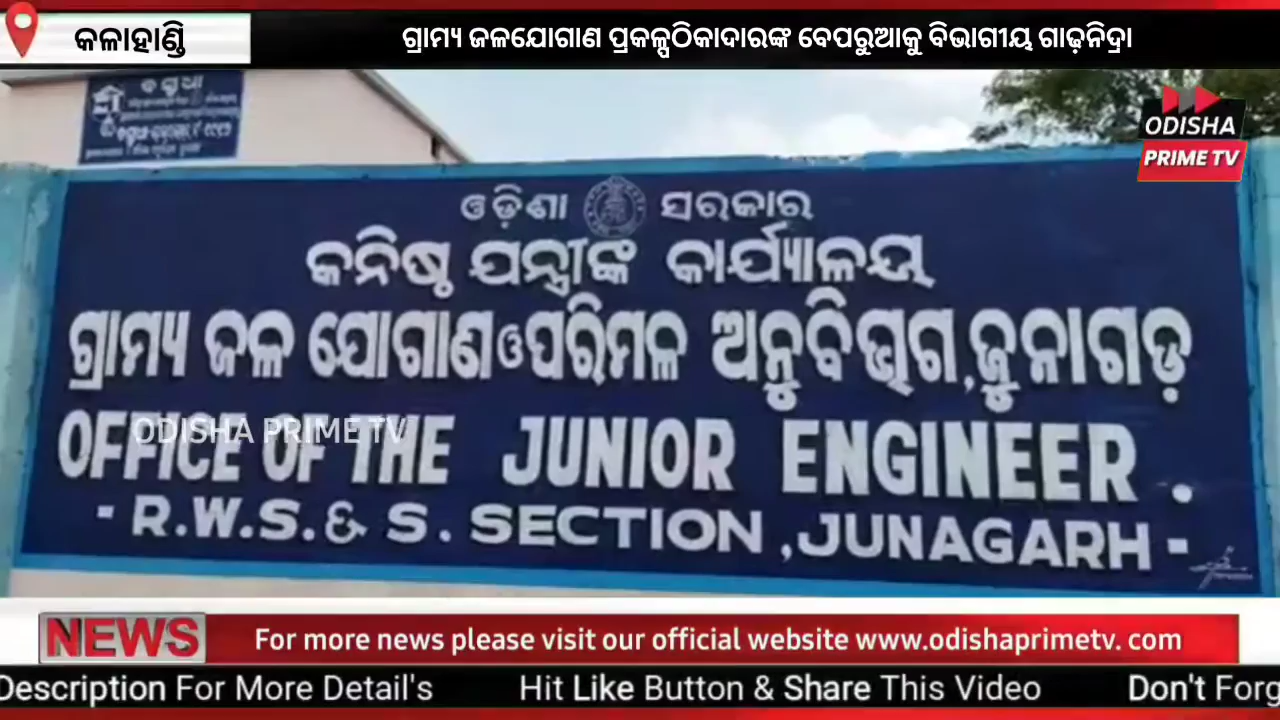 କଳାହାଣ୍ଡି
ଗ୍ରାମ୍ୟ ଜଳଯୋଗାଣ ପ୍ରକଳ୍ପଠିକାଦାରଙ୍କ ବେପରୁଆକୁ ବିଭାଗୀୟ ଗାଢ଼ନିଦ୍ରା
ODISHA
PRIME TV
ଓଡ଼ିଶା ସରକାର
କନିଷ୍ଠ ଯନ୍ତ୍ରୀଙ୍କ କାର୍ଯ୍ୟାଳୟ
ଗ୍ରାମ୍ୟ ଜଳ ଯୋଗାଣ ଓ ପରିମଳ ଅନୁବିଭାଗ, ଜୁନାଗଡ଼
ODISHA PRIME TV
OFFICE OF THE JUNIOR ENGINEER .
- R.W.S.& S. SECTION ,JUNAGARH -
NEWS
For more news please visit our official website www.odishaprimetv. com
Description For More Detail's Hit Like Button & Share This Video Don't